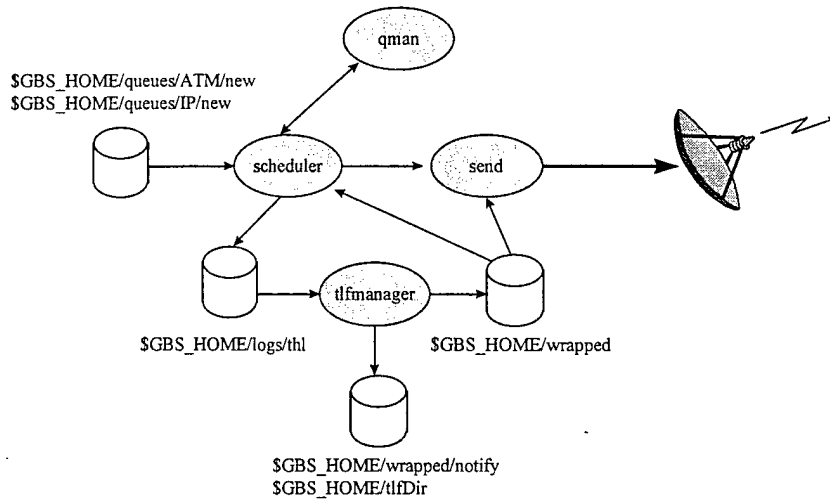 qman
$GBS_HOME/queues/ATM/new
$GBS_HOME/queues/IP/new
scheduler
send
tlfmanager
$GBS_HOME/logs/thl
$GBS_HOME/wrapped
$GBS_HOME/wrapped/notify
$GBS_HOME/tlfDir